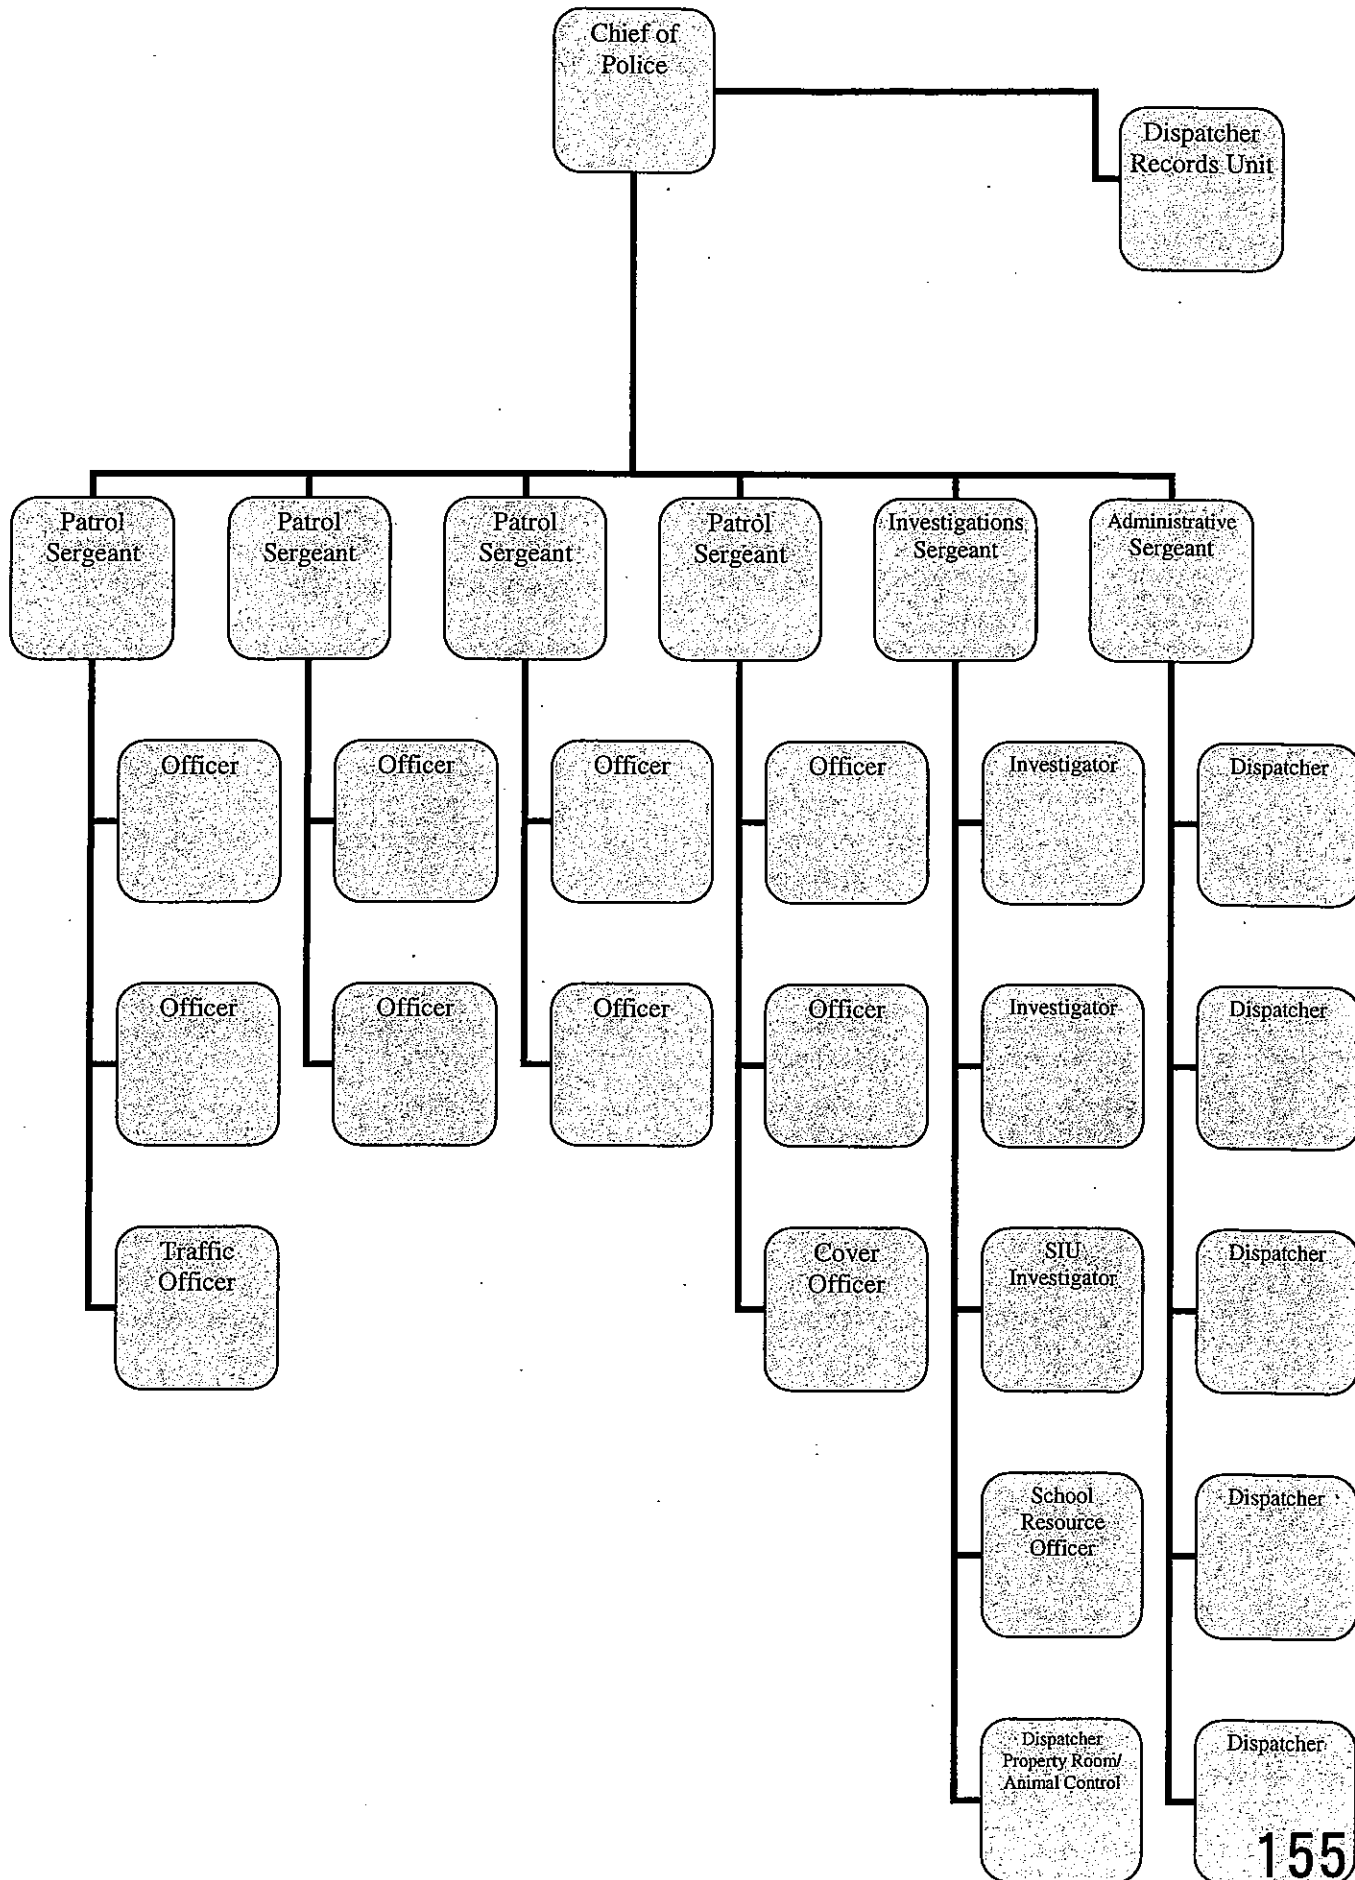 Chief of
Police
Dispatcher
Records Unit
Patrol
Sergeant
Patrol
Sergeant
Patrol
Sergeant
Patrol
Sergeant
Investigations
Sergeant
Administrative
Sergeant
Officer
Officer
Officer
Officer
Investigator
Dispatcher
Officer
Officer
Officer
Officer
Investigator
Dispatcher
Traffic
Officer
Cover
Officer
SIU
Investigator
Dispatcher
School
Resource
Officer
Dispatcher
Dispatcher
Property Room/
Animal Control
Dispatcher
155